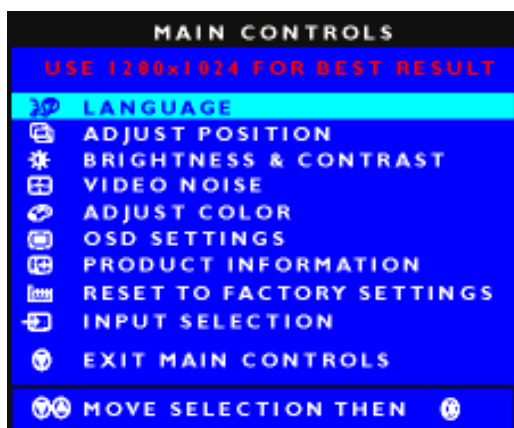 MAIN CONTROLS
USE 1280x1024 FOR BEST RESULT
LANGUAGE
ADJUST POSITION
BRIGHTNESS & CONTRAST
VIDEO NOISE
ADJUST COLOR
OSD SETTINGS
PRODUCT INFORMATION
RESET TO FACTORY SETTINGS
INPUT SELECTION
EXIT MAIN CONTROLS
MOVE SELECTION THEN